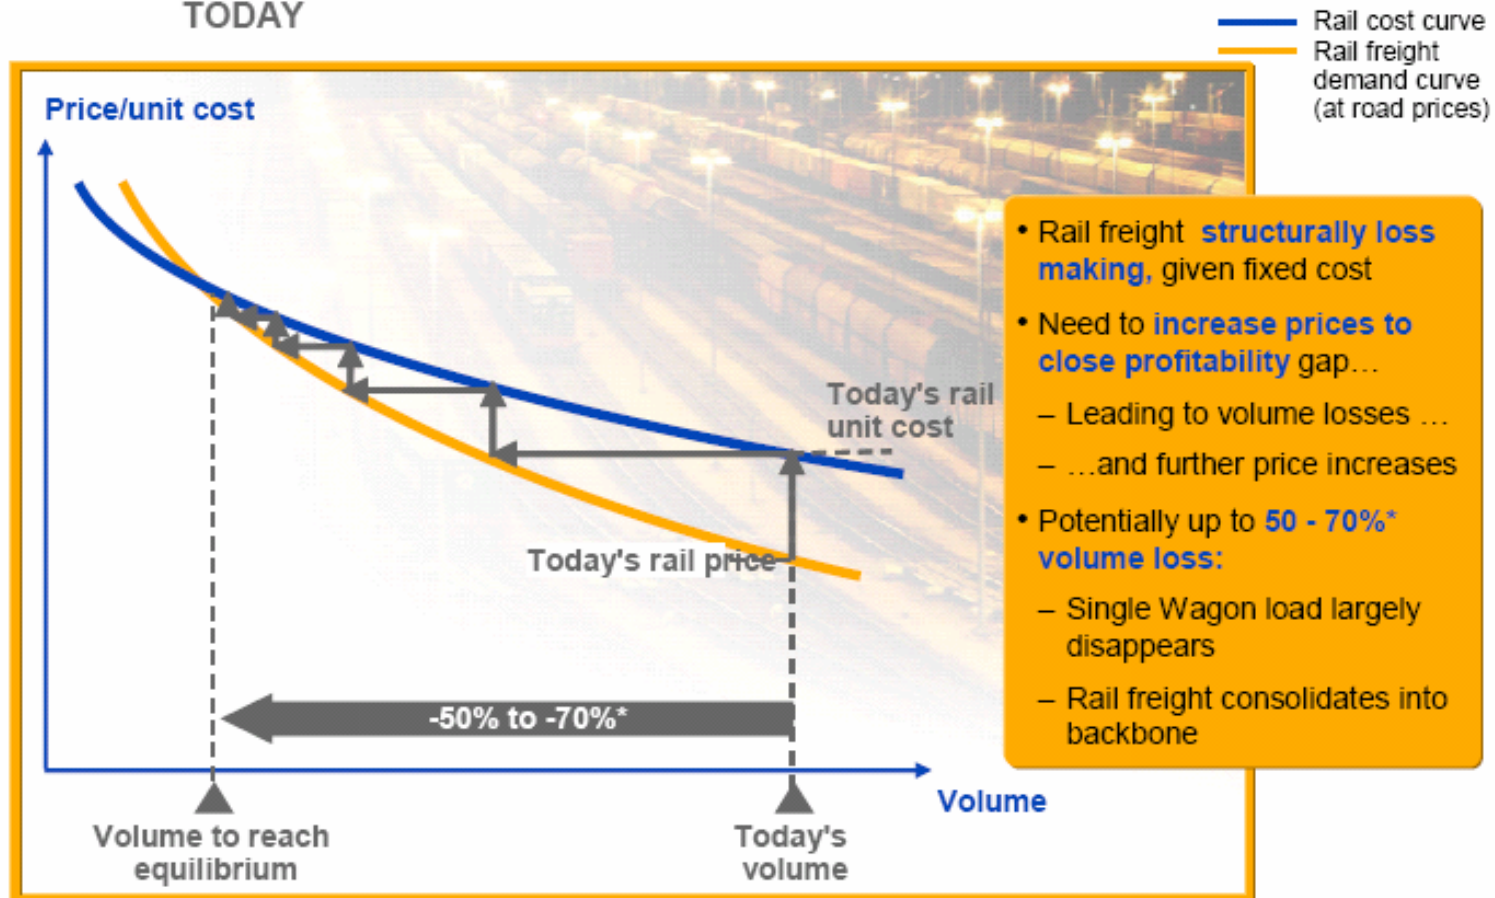 TODAY
Rail cost curve
Rail freight
demand curve
(at road prices)
Price/unit cost
• Rail freight structurally loss
making, given fixed cost
• Need to increase prices to
close profitability gap…
– Leading to volume losses …
– …and further price increases
• Potentially up to 50 - 70%*
volume loss:
– Single Wagon load largely
disappears
– Rail freight consolidates into
backbone
Today's rail
unit cost
Today's rail price
-50% to -70%*
Volume
Volume to reach
equilibrium
Today's
volume